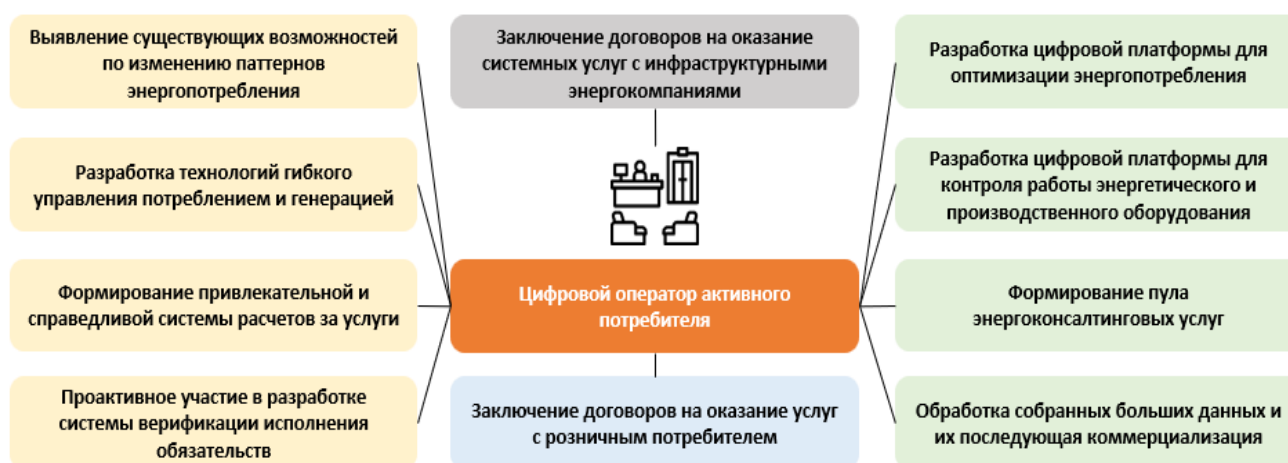 Выявление существующих возможностей
по изменению паттернов
энергопотребления
Разработка технологий гибкого
управления потреблением и генерацией
Формирование привлекательной и
справедливой системы расчетов за услуги
Проактивное участие в разработке
системы верификации исполнения
обязательств
Заключение договоров на оказание
системных услуг с инфраструктурными
энергокомпаниями
Цифровой оператор активного
потребителя
Заключение договоров на оказание услуг
с розничным потребителем
Разработка цифровой платформы для
оптимизации энергопотребления
Разработка цифровой платформы для
контроля работы энергетического и
производственного оборудования
Формирование пула
энергоконсалтинговых услуг
Обработка собранных больших данных и
их последующая коммерциализация